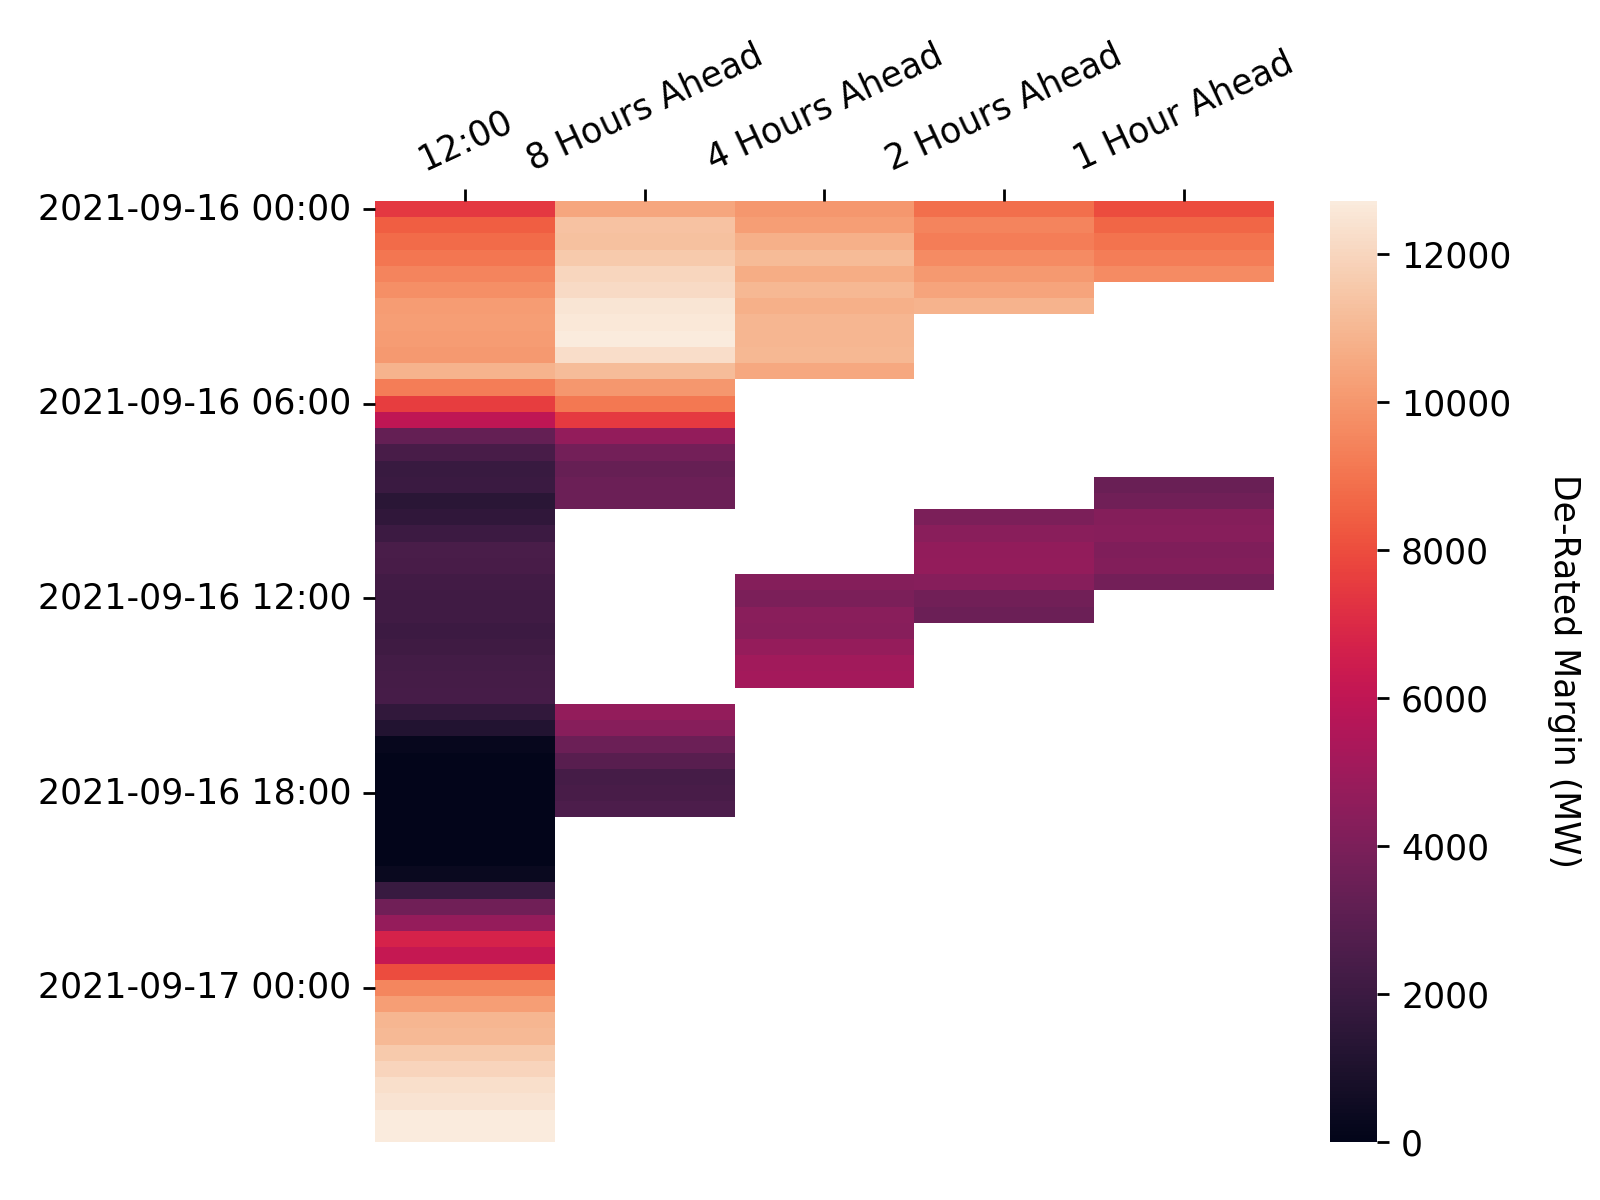 12:00
8 Hours Ahead
4 Hours Ahead
2 Hours Ahead
1 Hour Ahead
2021-09-16 00:00
2021-09-16 06:00
2021-09-16 12:00
2021-09-16 18:00
2021-09-17 00:00
12000
10000
8000
6000
4000
2000
0
De-Rated Margin (MW)